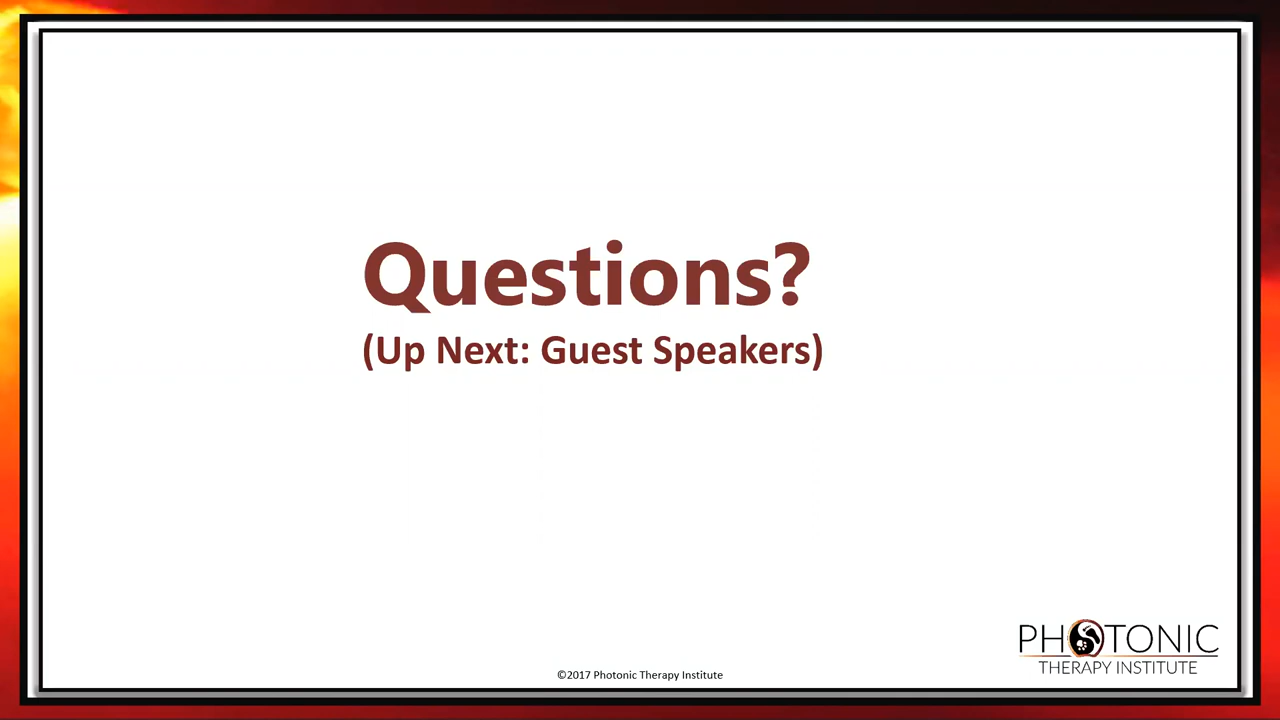 Questions?
(Up Next: Guest Speakers)
PHOTONIC
THERAPY INSTITUTE
©2017 Photonic Therapy Institute